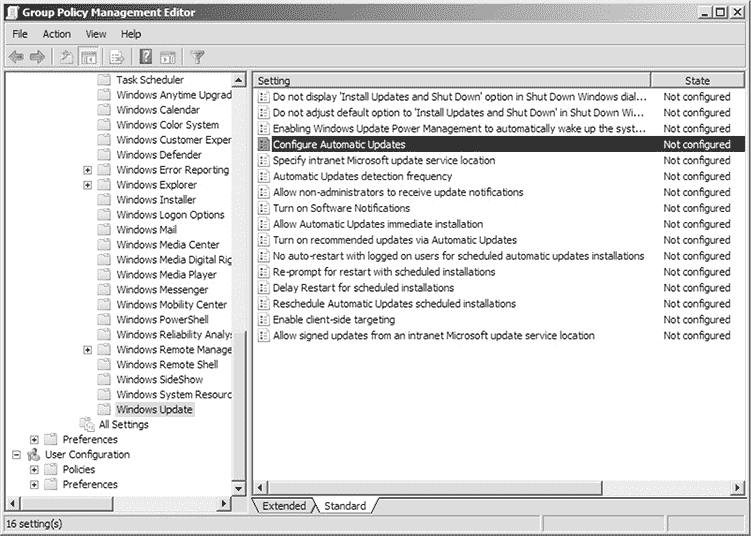 Group Policy Management Editor
File Action View Help
Task Scheduler
Windows Anytime Upgrad
Windows Calendar
Windows Color System
Windows Customer Exper
Windows Defender
Windows Error Reporting
Windows Explorer
Windows Installer
Windows Logon Options
Windows Mail
Windows Media Center
Windows Media Digital Rig
Windows Media Player
Windows Messenger
Windows Mobility Center
Windows PowerShell
Windows Reliability Analys
Windows Remote Manage
Windows Remote Shell
Windows SideShow
Windows System Resourc
Windows Update
All Settings
Preferences
User Configuration
Policies
Preferences
Setting State
Do not display 'Install Updates and Shut Down' option in Shut Down Windows dial... Not configured
Do not adjust default option to 'Install Updates and Shut Down' in Shut Down Wi... Not configured
Enabling Windows Update Power Management to automatically wake up the syst... Not configured
Configure Automatic Updates Not configured
Specify intranet Microsoft update service location Not configured
Automatic Updates detection frequency Not configured
Allow non-administrators to receive update notifications Not configured
Turn on Software Notifications Not configured
Allow Automatic Updates immediate installation Not configured
Turn on recommended updates via Automatic Updates Not configured
No auto-restart with logged on users for scheduled automatic updates installations Not configured
Re-prompt for restart with scheduled installations Not configured
Delay Restart for scheduled installations Not configured
Reschedule Automatic Updates scheduled installations Not configured
Enable client-side targeting Not configured
Allow signed updates from an intranet Microsoft update service location Not configured
Extended Standard
16 setting(s)